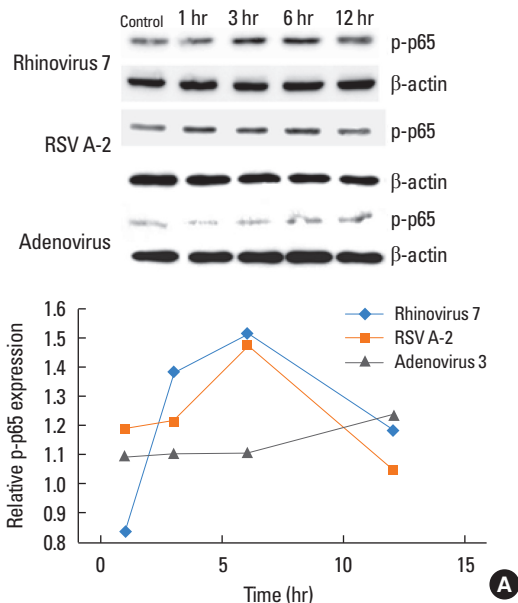 Control 1 hr 3 hr 6 hr 12 hr
p-p65
Rhinovirus 7
β-actin
p-p65
RSV A-2
β-actin
p-p65
Adenovirus
β-actin
1.6
1.5
1.4
1.3
1.2
1.1
1.0
0.9
0.8
Relative p-p65 expression
Rhinovirus 7
RSV A-2
Adenovirus 3
0 5 10 15
Time (hr)
A